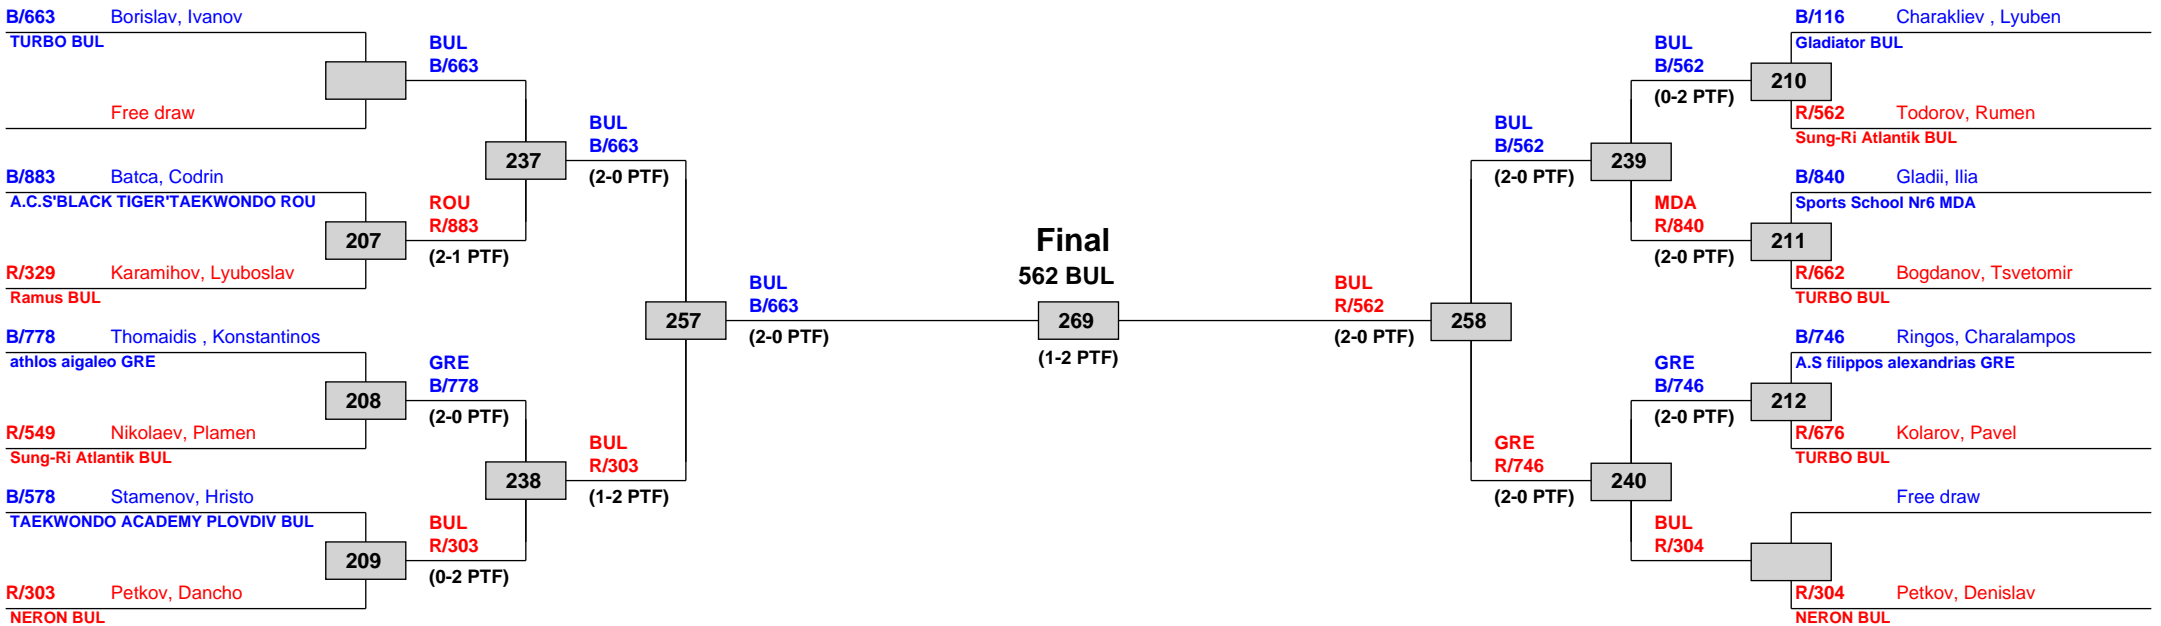 B/663 Borislav, Ivanov
TURBO BUL
Free draw
B/883 Batca, Codrin
A.C.S'BLACK TIGER'TAEKWONDO ROU
R/329 Karamihov, Lyuboslav
Ramus BUL
B/778 Thomaidis , Konstantinos
athlos aigaleo GRE
R/549 Nikolaev, Plamen
Sung-Ri Atlantik BUL
B/578 Stamenov, Hristo
TAEKWONDO ACADEMY PLOVDIV BUL
R/303 Petkov, Dancho
NERON BUL
207
208
209
BUL
B/663
ROU
R/883
(2-1 PTF)
GRE
B/778
(2-0 PTF)
BUL
R/303
(0-2 PTF)
237
238
BUL
B/663
(2-0 PTF)
BUL
R/303
(1-2 PTF)
257
BUL
B/663
(2-0 PTF)
Final
562 BUL
269
(1-2 PTF)
BUL
R/562
(2-0 PTF)
258
BUL
B/562
(2-0 PTF)
GRE
R/746
(2-0 PTF)
239
240
BUL
B/562
(0-2 PTF)
MDA
R/840
(2-0 PTF)
GRE
B/746
(2-0 PTF)
BUL
R/304
210
211
212
B/116 Charakliev , Lyuben
Gladiator BUL
R/562 Todorov, Rumen
Sung-Ri Atlantik BUL
B/840 Gladii, Ilia
Sports School Nr6 MDA
R/662 Bogdanov, Tsvetomir
TURBO BUL
B/746 Ringos, Charalampos
A.S filippos alexandrias GRE
R/676 Kolarov, Pavel
TURBO BUL
Free draw
R/304 Petkov, Denislav
NERON BUL